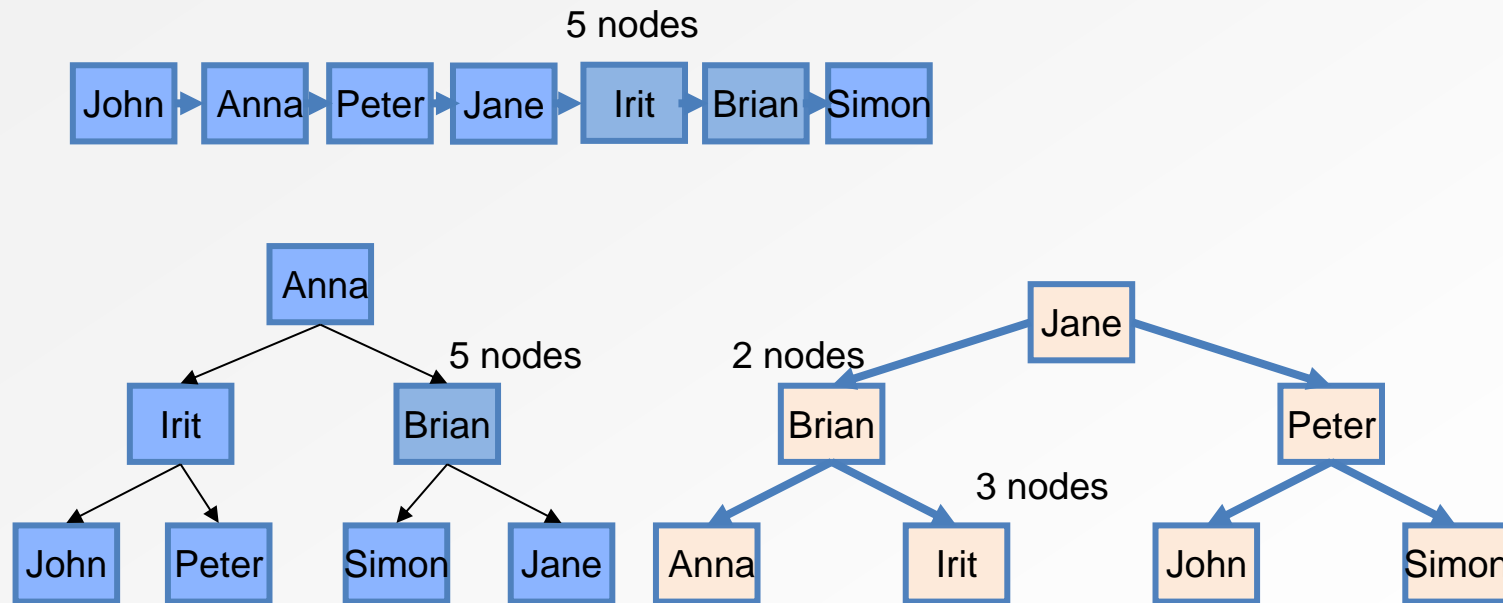 5 nodes
John Anna Peter Jane Irit Brian Simon
Anna
Jane
5 nodes
2 nodes
Irit Brian
Brian Peter
3 nodes
John Peter Simon Jane
Anna Irit John Simon